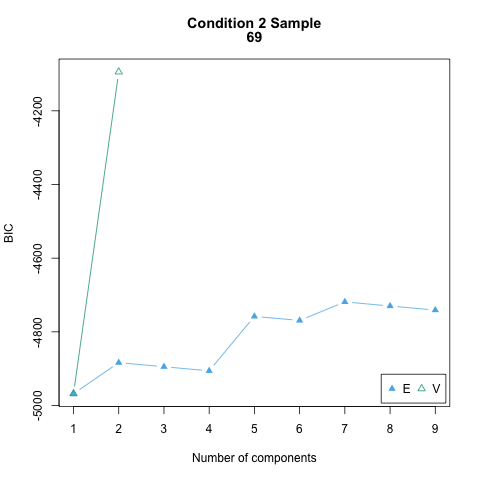 Condition 2 Sample
69
BIC
-4200
-4400
-4600
-4800
-5000
E V
1 2 3 4 5 6 7 8 9
Number of components